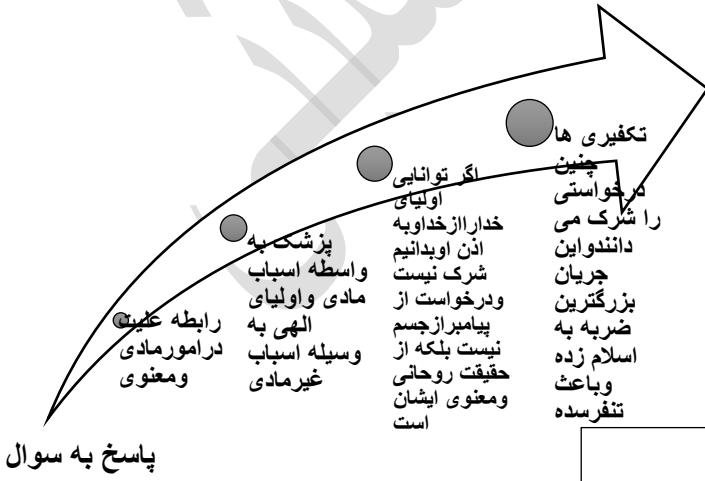 تکفیری ها
چنین
درخواستی
را شرک می
دانندواین
جریان
بزرگترین
ضربه به
اسلام زده
وباعث
تنفرسده
اگر توانایی
اولیای
خداراازخداوبه
اذن اوبدانیم
شرک نیست
ودرخواست از
پیامبرازجسم
نیست بلکه از
حقیقت روحانی
ومعنوی ایشان
است
پزشک به
واسطه اسباب
مادی واولیای
الهی به
وسیله اسباب
غیرمادی
رابطه علیت
درامورمادی
ومعنوی
پاسخ به سوال